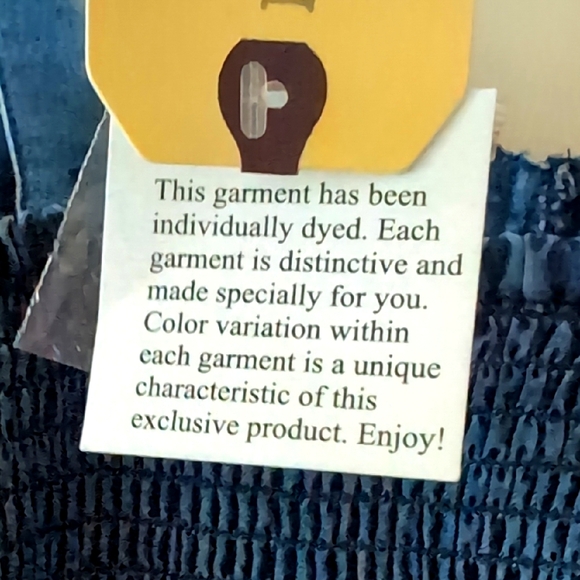 This garment has been
individually dyed. Each
garment is distinctive and
made specially for you.
Color variation within
each garment is a unique
characteristic of this
exclusive product. Enjoy!